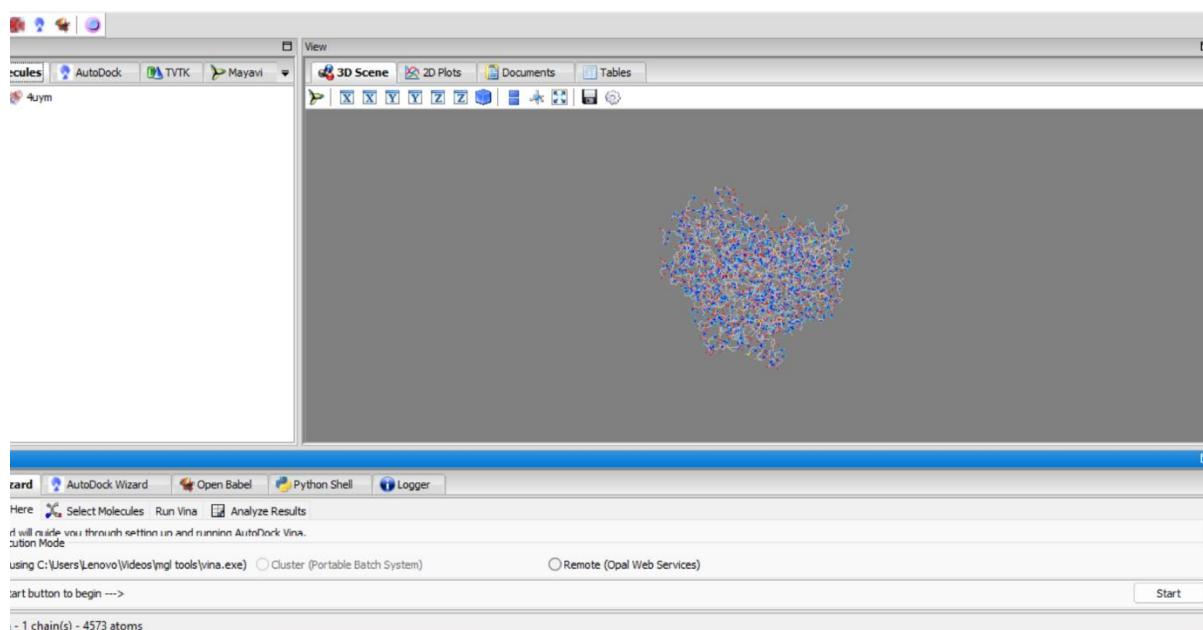 View
ecules AutoDock TVTK Mayavi 3D Scene 2D Plots Documents Tables
4uym
X X Y Y Z Z
zard AutoDock Wizard Open Babel Python Shell Logger
Here Select Molecules Run Vina Analyze Results
d will guide you through setting up and running AutoDock Vina.
cution Mode
using C:\Users\Lenovo\Videos\mgl tools\vina.exe) Cluster (Portable Batch System) Remote (Opal Web Services)
tart button to begin ---> Start
- 1 chain(s) - 4573 atoms